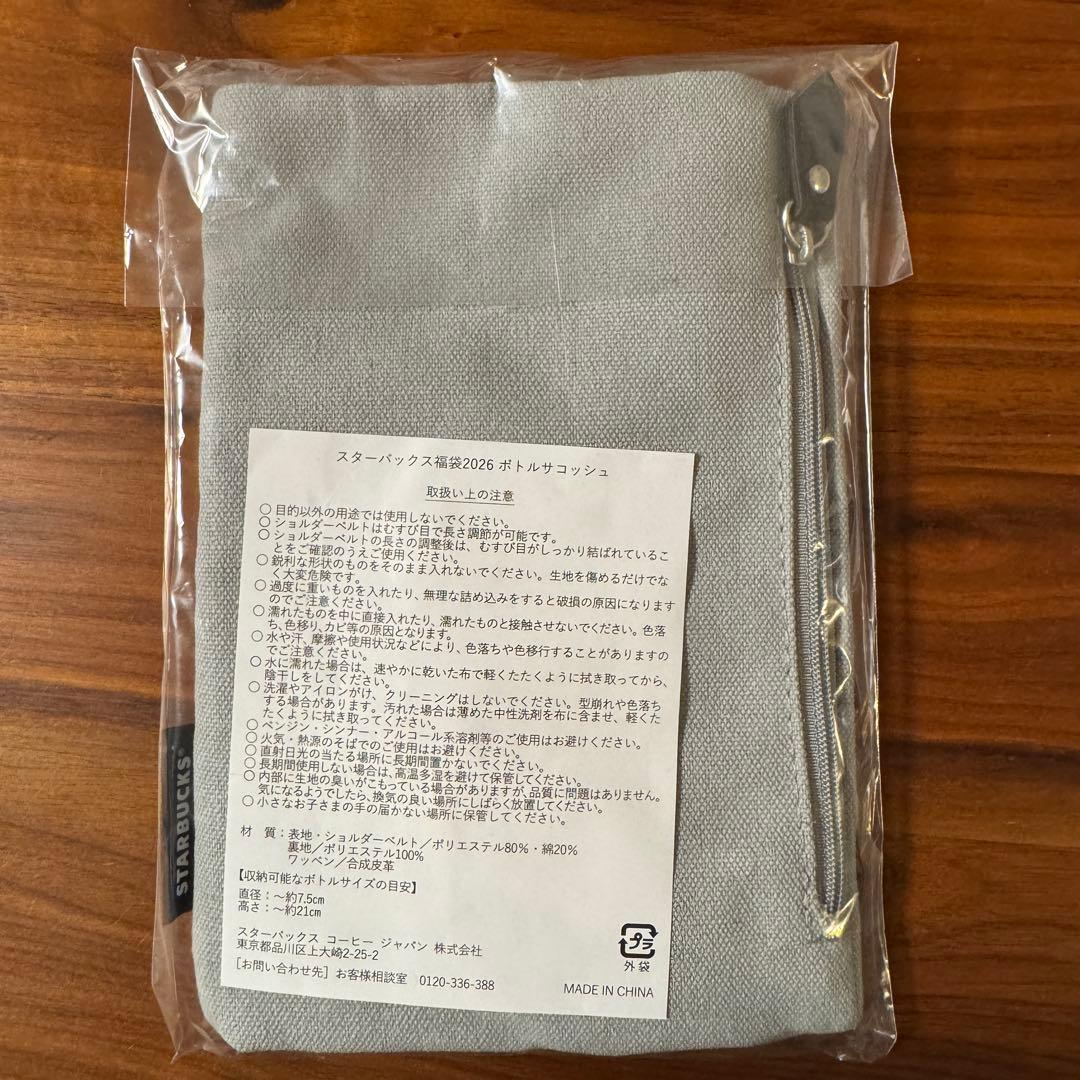 スターバックス福袋2026 ボトルサコッシュ
取扱い上の注意
○ 目的以外の用途では使用しないでください。
○ ショルダーベルトはむすび目で長さ調節が可能です。
○ ショルダーベルトの長さの調整後は、むすび目がしっかり結ばれているこ
とをご確認のうえご使用ください。
○ 鋭利な形状のものをそのまま入れないでください。生地を傷めるだけでな
く大変危険です。
○ 過度に重いものを入れたり、無理な詰め込みをすると破損の原因になります
のでご注意ください。
○ 濡れたものを中に直接入れたり、濡れたものと接触させないでください。色落
ち、色移り、カビ等の原因となります。
○ 水や汗、摩擦や使用状況などにより、色落ちや色移行することがありますの
でご注意ください。
○ 水に濡れた場合は、速やかに乾いた布で軽くたたくように拭き取ってから、
陰干しをしてください。
○ 洗濯やアイロンがけ、クリーニングはしないでください。型崩れや色落ち
する場合があります。汚れた場合は薄めた中性洗剤を布に含ませ、軽くた
たくように拭き取ってください。
○ ベンジン・シンナー・アルコール系溶剤等のご使用はお避けください。
○ 火気・熱源のそばでのご使用はお避けください。
○ 直射日光の当たる場所に長期間置かないでください。
○ 長期間使用しない場合は、高温多湿を避けて保管してください。
○ 内部に生地の臭いがこもっている場合がありますが、品質に問題はありません。
気になるようでしたら、換気の良い場所にしばらく放置してください。
○ 小さなお子さまの手の届かない場所に保管してください。
材 質：表地・ショルダーベルト／ポリエステル80%・綿20%
裏地／ポリエステル100%
ワッペン／合成皮革
【収納可能なボトルサイズの目安】
直径：～約7.5cm
高さ：～約21cm
スターバックス コーヒー ジャパン 株式会社
東京都品川区上大崎2-25-2
［お問い合わせ先］お客様相談室 0120-336-388
プラ
外袋
MADE IN CHINA
STARBUCKS®